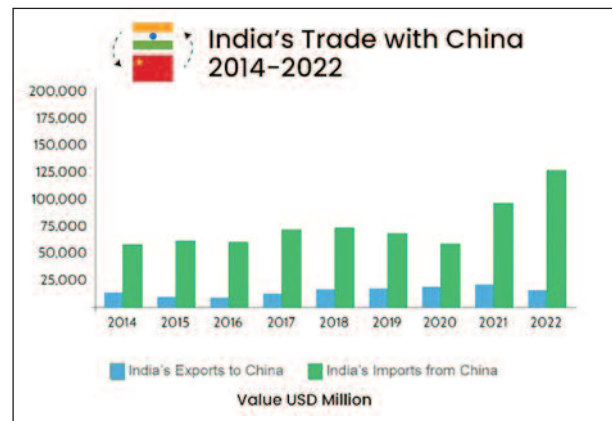 India's Trade with China
2014-2022
200,000
175,000
150,000
125,000
100,000
75,000
50,000
25,000
2014 2015 2016 2017 2018 2019 2020 2021 2022
India's Exports to China India's Imports from China
Value USD Million